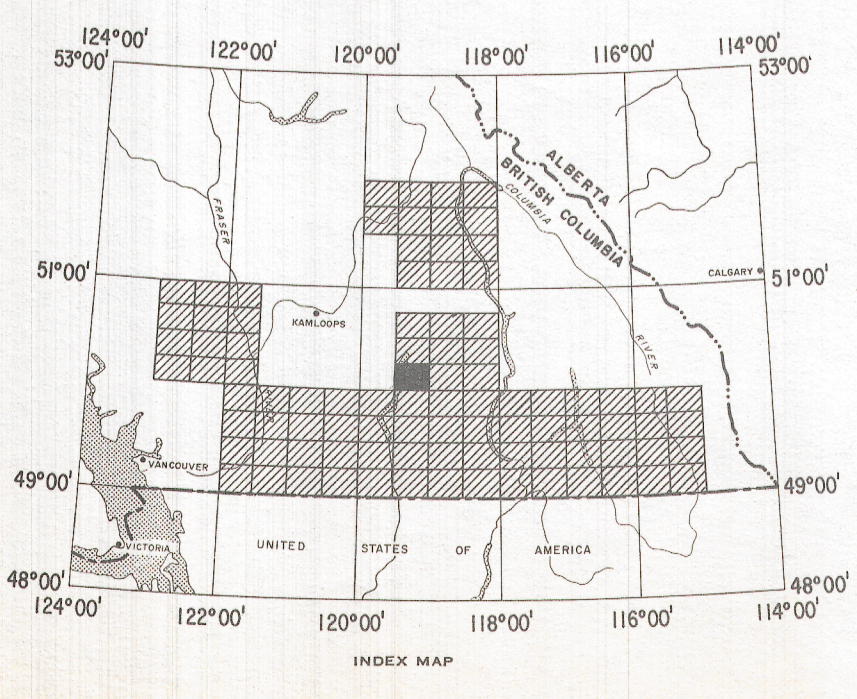 124°00'
122°00'
120°00'
118°00'
116°00'
114°00'
53°00'
53°00'
ALBERTA
BRITISH COLUMBIA
COLUMBIA
FRASER
51°00'
CALGARY
51°00'
KAMLOOPS
RIVER
RIVER
VANCOUVER
49°00'
49°00'
VICTORIA
UNITED STATES OF AMERICA
48°00'
48°00'
124°00'
122°00'
120°00'
118°00'
116°00'
114°00'
INDEX MAP